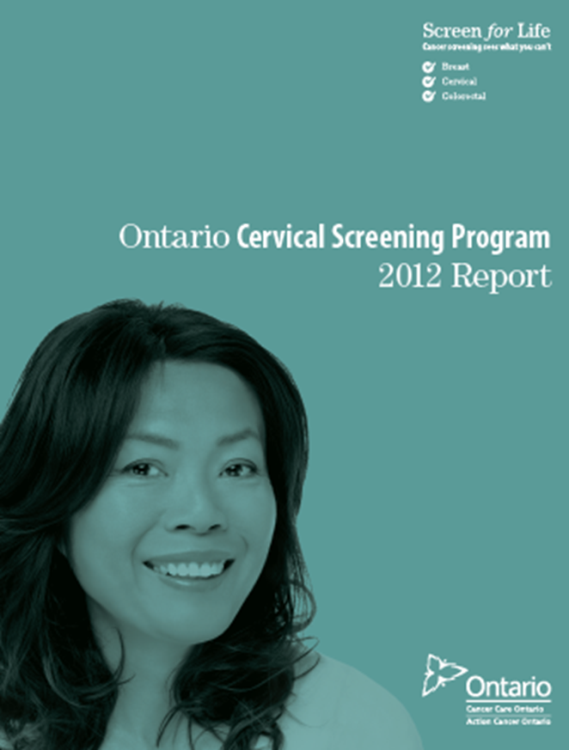 Screen for Life
Cancer screening sees what you can't
Breast
Cervical
Colorectal
Ontario Cervical Screening Program
2012 Report
Ontario
Cancer Care Ontario
Action Cancer Ontario